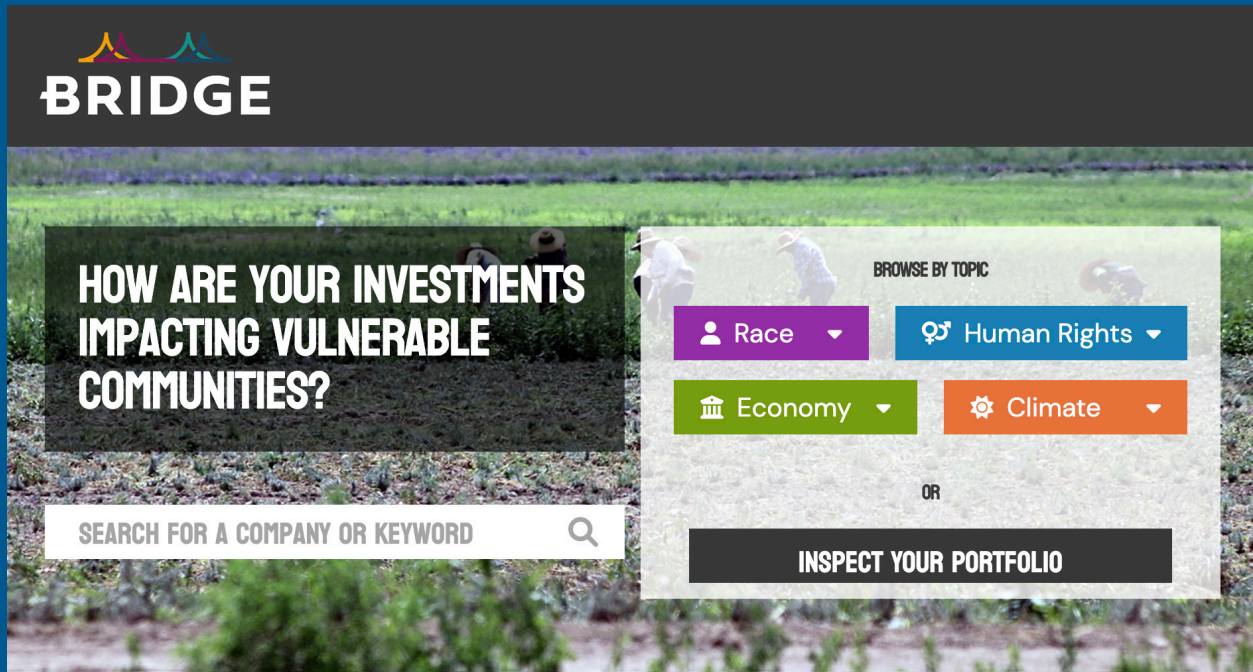 BRIDGE
HOW ARE YOUR INVESTMENTS
IMPACTING VULNERABLE
COMMUNITIES?
SEARCH FOR A COMPANY OR KEYWORD
BROWSE BY TOPIC
Race
Human Rights
Economy
Climate
OR
INSPECT YOUR PORTFOLIO